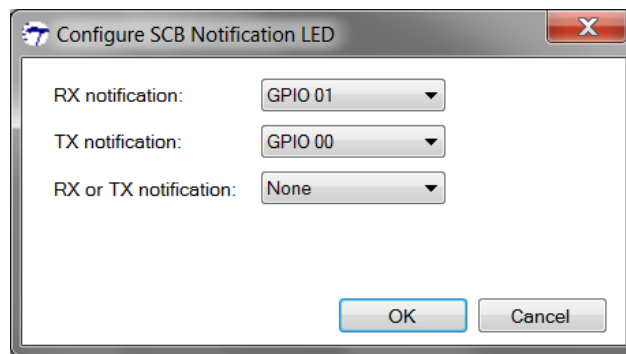 Configure SCB Notification LED
RX notification: GPIO 01
TX notification: GPIO 00
RX or TX notification: None
OK Cancel